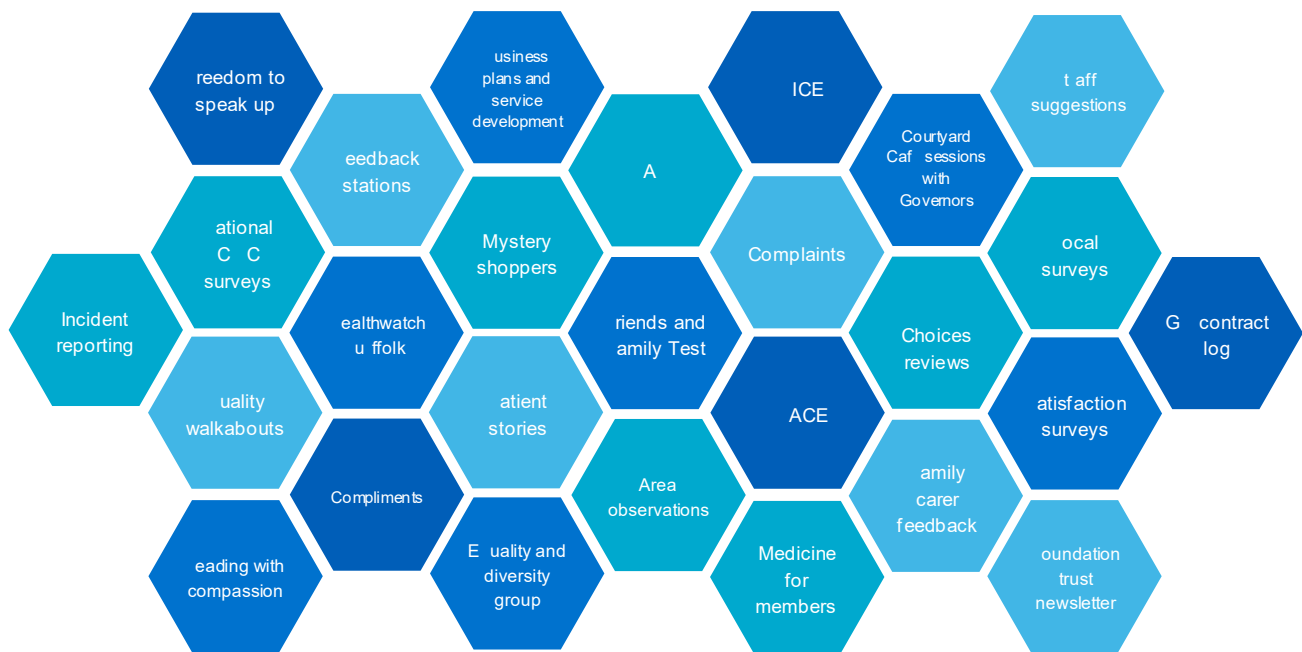 reedom to
speak up
usiness
plans and
service
development
ICE
t aff
suggestions
eedback
stations
A
Courtyard
Caf sessions
with
Governors
ational
C C
surveys
Mystery
shoppers
Complaints
ocal
surveys
Incident
reporting
ealthwatch
u ffolk
riends and
amily Test
Choices
reviews
G contract
log
uality
walkabouts
atient
stories
ACE
atisfaction
surveys
Compliments
Area
observations
amily
carer
feedback
eading with
compassion
E uality and
diversity
group
Medicine
for
members
oundation
trust
newsletter